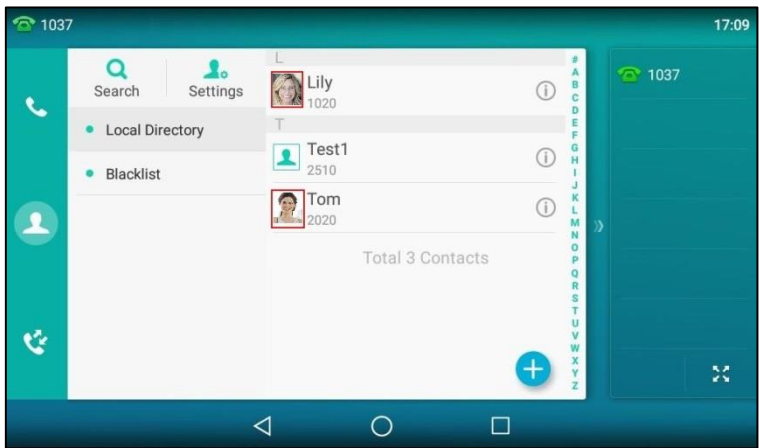 1037
17:09
Search
Settings
Local Directory
Blacklist
L
Lily
1020
T
Test1
2510
Tom
2020
Total 3 Contacts
#
A
B
C
D
E
F
G
H
I
J
K
L
M
N
O
P
Q
R
S
T
U
V
W
X
Y
Z
1037